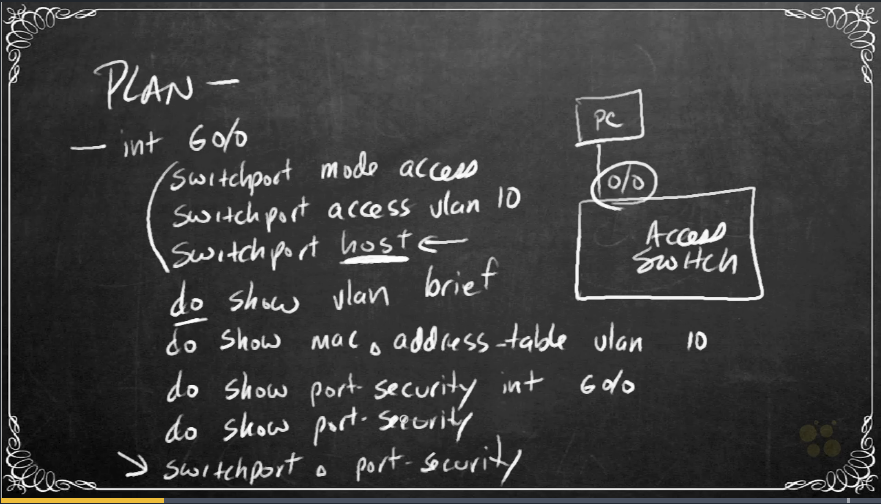 PLAN —
— int G0/0
switchport mode access
switchport access vlan 10
switchport host ←
do show vlan brief
do show mac address-table vlan 10
do show port-security int G0/0
do show port-security
→ switchport port-security
PC
0/0
Access
Switch